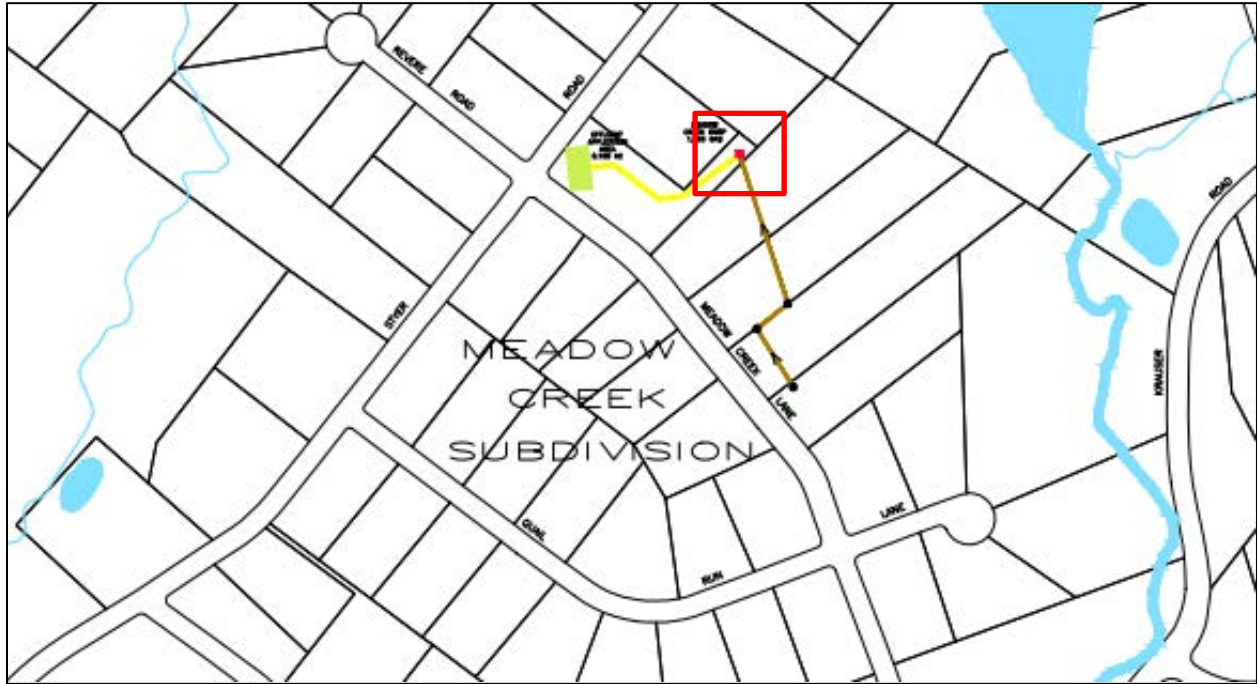 REVERE
ROAD
ROAD
STYER
MEADOW
CREEK
LANE
MEADOW
CREEK
SUBDIVISION
QUAIL
RUN
LANE
KRAUSER
ROAD